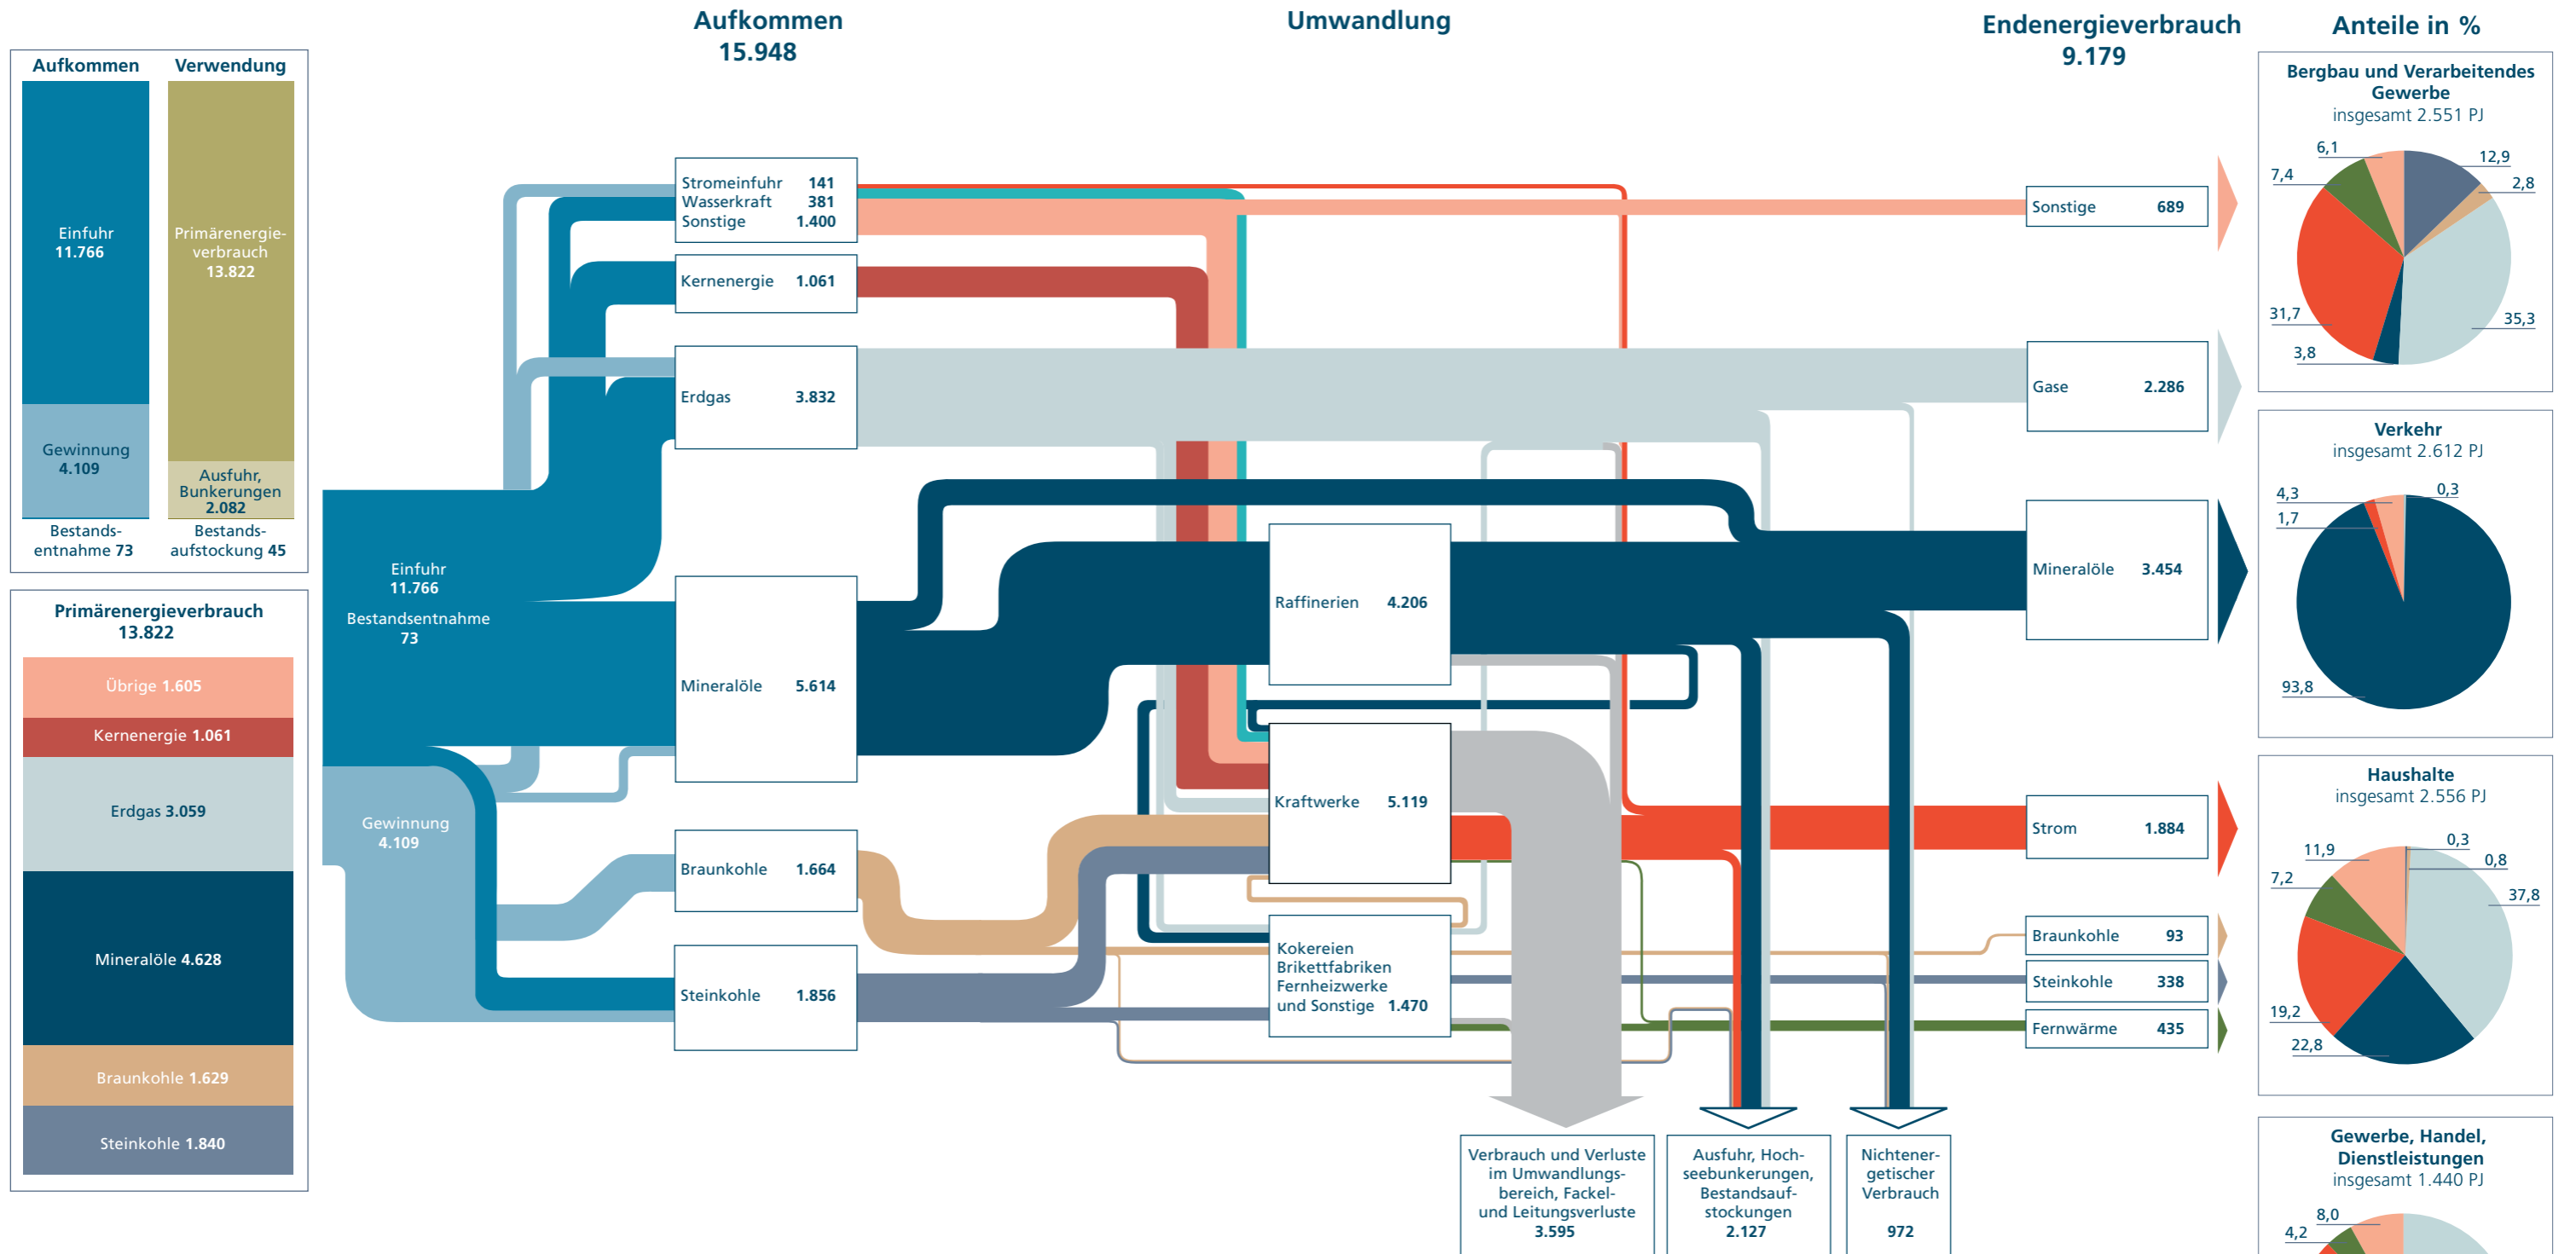 Aufkommen
15.948
Umwandlung
Endenergieverbrauch
9.179
Anteile in %
Aufkommen
Verwendung
Einfuhr
11.766
Primärenergie-
verbrauch
13.822
Gewinnung
4.109
Ausfuhr,
Bunkerungen
2.082
Bestands-
entnahme 73
Bestands-
aufstockung 45
Primärenergieverbrauch
13.822
Übrige 1.605
Kernenergie 1.061
Erdgas 3.059
Mineralöle 4.628
Braunkohle 1.629
Steinkohle 1.840
Einfuhr
11.766
Bestandsentnahme
73
Gewinnung
4.109
Stromeinfuhr 141
Wasserkraft 381
Sonstige 1.400
Kernenergie 1.061
Erdgas 3.832
Mineralöle 5.614
Braunkohle 1.664
Steinkohle 1.856
Raffinerien 4.206
Kraftwerke 5.119
Kokereien
Brikettfabriken
Fernheizwerke
und Sonstige 1.470
Sonstige 689
Gase 2.286
Mineralöle 3.454
Strom 1.884
Braunkohle 93
Steinkohle 338
Fernwärme 435
Verbrauch und Verluste
im Umwandlungs-
bereich, Fackel-
und Leitungsverluste
3.595
Ausfuhr, Hoch-
seebunkerungen,
Bestandsauf-
stockungen
2.127
Nichtener-
getischer
Verbrauch
972
Bergbau und Verarbeitendes
Gewerbe
insgesamt 2.551 PJ
6,1
12,9
7,4
2,8
31,7
35,3
3,8
Verkehr
insgesamt 2.612 PJ
4,3
0,3
1,7
93,8
Haushalte
insgesamt 2.556 PJ
11,9
0,3
0,8
7,2
37,8
19,2
22,8
Gewerbe, Handel,
Dienstleistungen
insgesamt 1.440 PJ
8,0
4,2